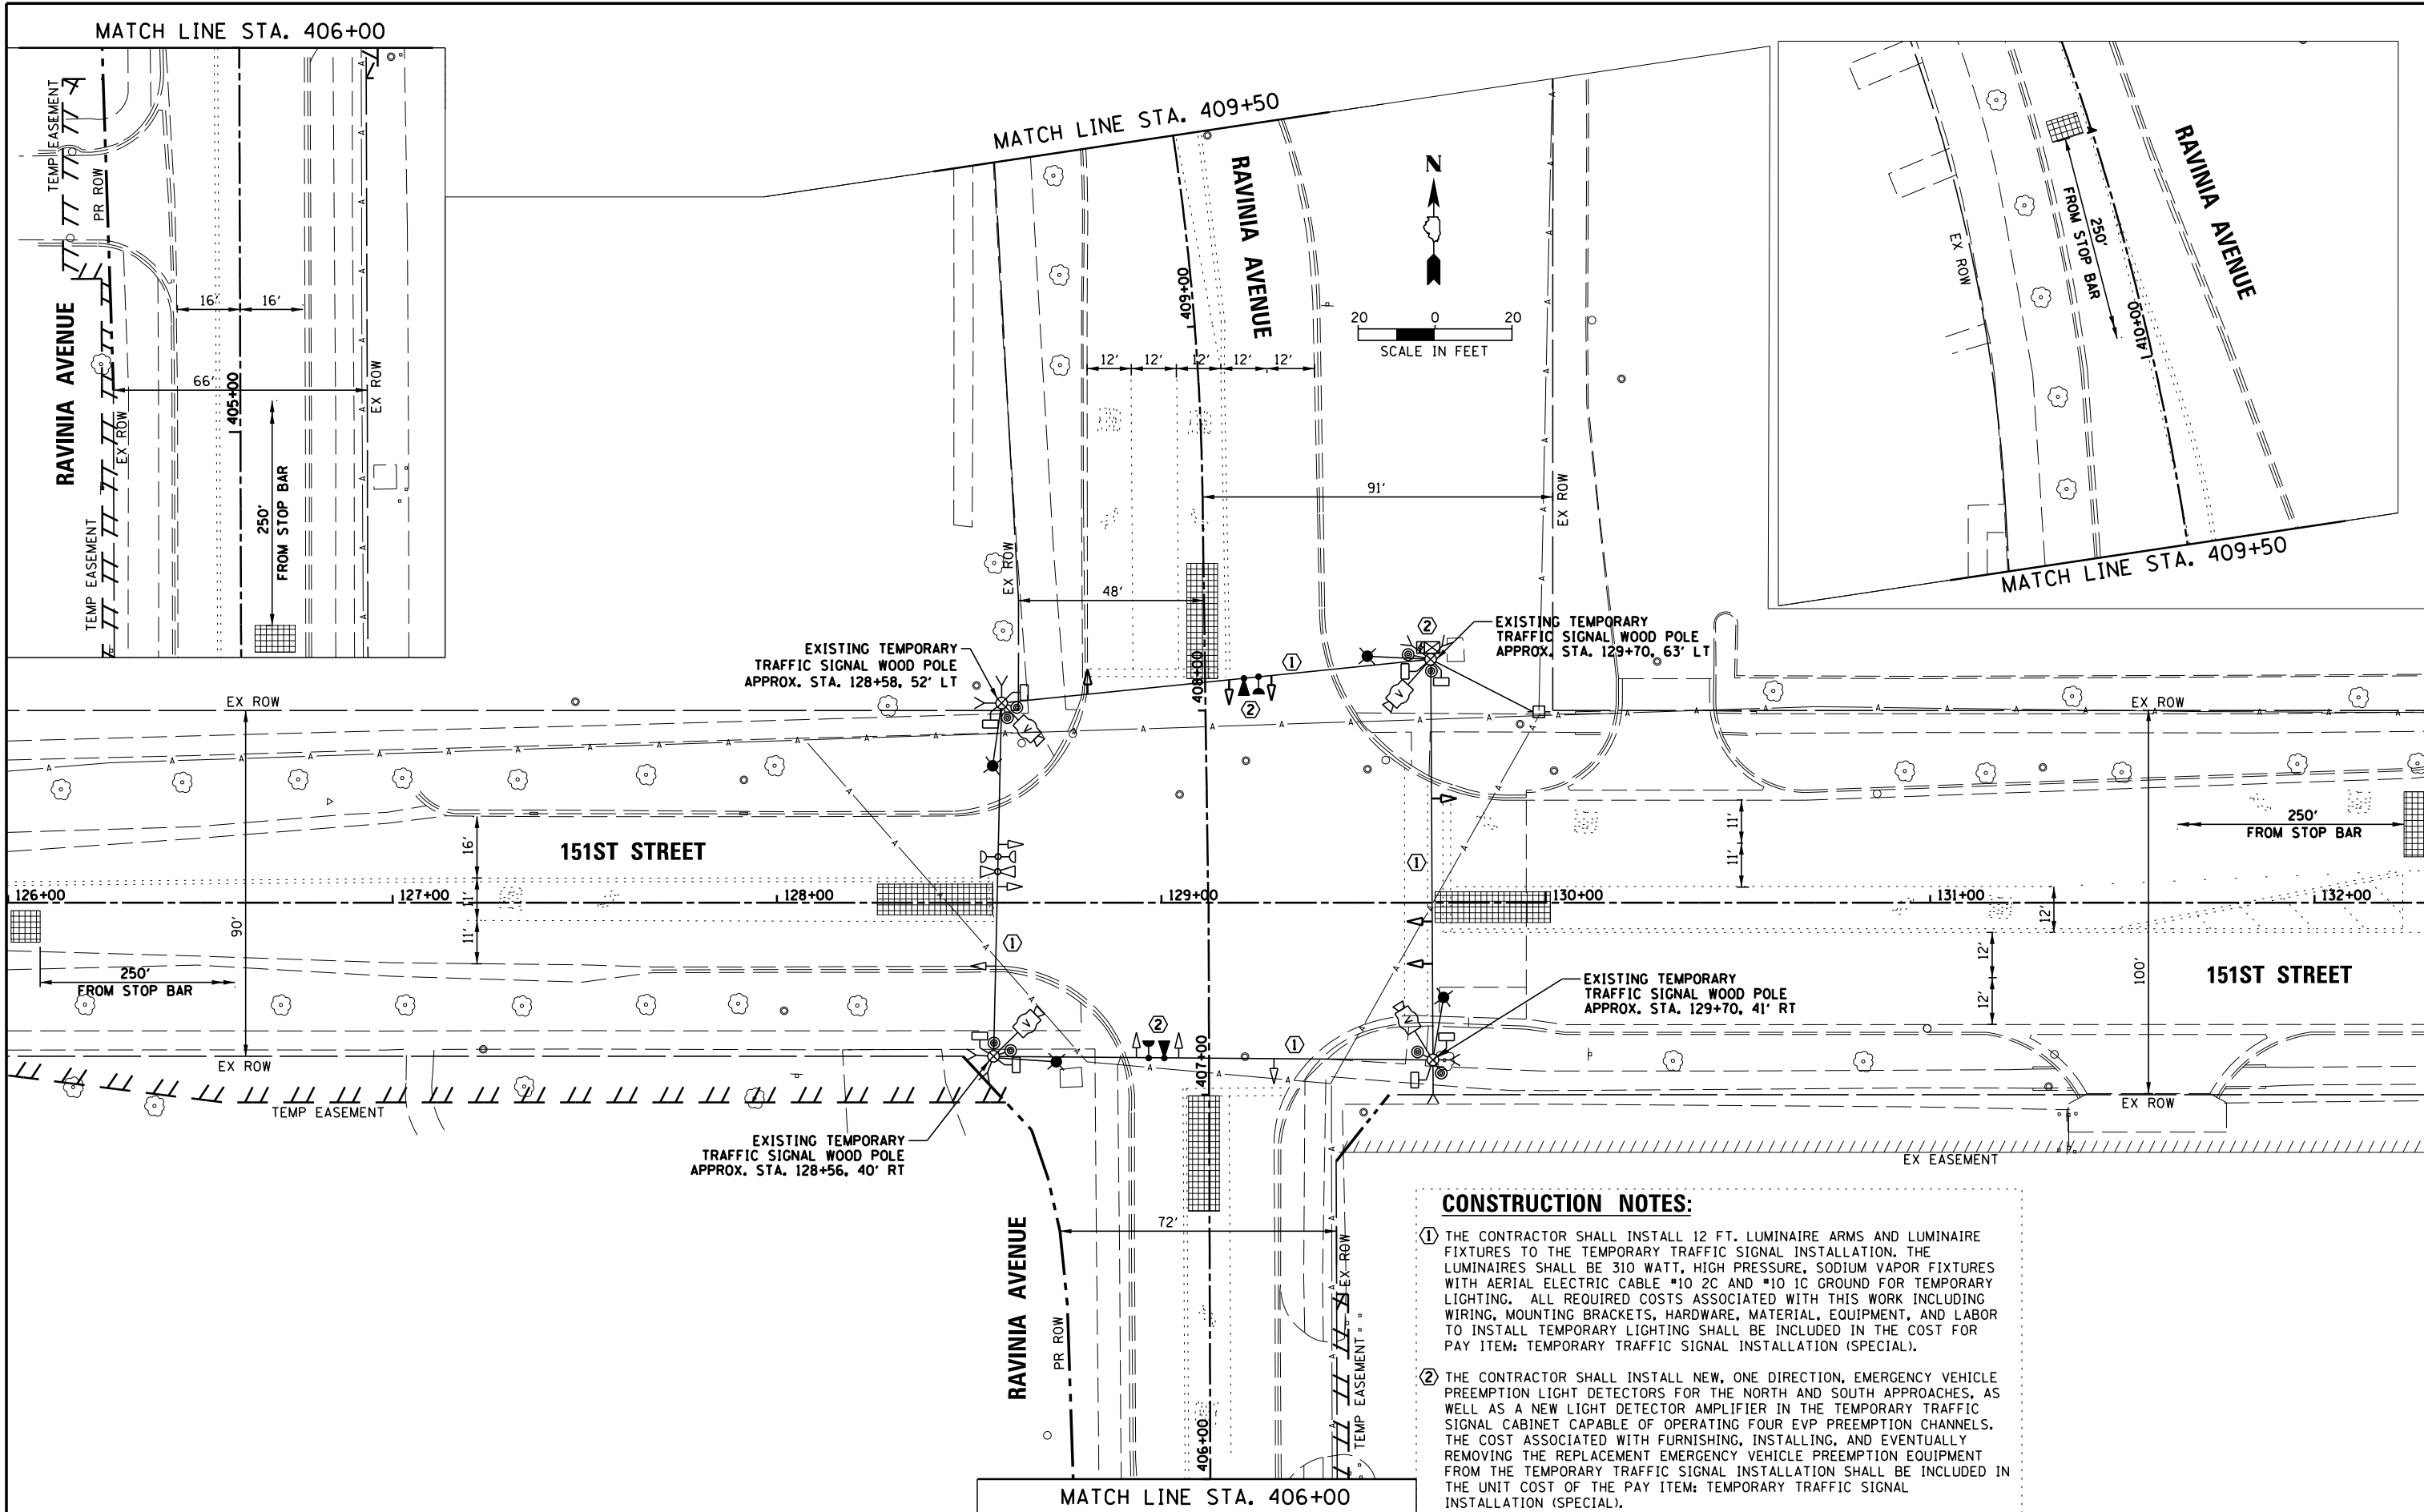 MATCH LINE STA. 406+00
TEMP EASEMENT
PR ROW
RAVINIA AVENUE
16'
16'
66'
405+00
EX ROW
EX ROW
250'
FROM STOP BAR
TEMP EASEMENT
MATCH LINE STA. 409+50
RAVINIA AVENUE
409+00
N
20 0 20
SCALE IN FEET
12' 12' 12' 12' 12'
91'
EX ROW
EX ROW
48'
408+00
RAVINIA AVENUE
EX ROW
250'
FROM STOP BAR
410+00
MATCH LINE STA. 409+50
EXISTING TEMPORARY
TRAFFIC SIGNAL WOOD POLE
APPROX. STA. 128+58, 52' LT
1
2
2
EXISTING TEMPORARY
TRAFFIC SIGNAL WOOD POLE
APPROX. STA. 129+70, 63' LT
V
V
EX ROW
EX ROW
A A A A A A A A A A A A
16'
151ST STREET
11'
11'
90'
126+00 127+00 128+00 129+00 130+00 131+00 132+00
1
1
11'
11'
12'
12'
12'
100'
250'
FROM STOP BAR
250'
FROM STOP BAR
151ST STREET
EXISTING TEMPORARY
TRAFFIC SIGNAL WOOD POLE
APPROX. STA. 129+70, 41' RT
V
V
2
1
407+00
EX ROW
TEMP EASEMENT
EX ROW
EX EASEMENT
EXISTING TEMPORARY
TRAFFIC SIGNAL WOOD POLE
APPROX. STA. 128+56, 40' RT
RAVINIA AVENUE
72'
PR ROW
EX ROW
TEMP EASEMENT
406+00
MATCH LINE STA. 406+00
CONSTRUCTION NOTES:
1 THE CONTRACTOR SHALL INSTALL 12 FT. LUMINAIRE ARMS AND LUMINAIRE
FIXTURES TO THE TEMPORARY TRAFFIC SIGNAL INSTALLATION. THE
LUMINAIRES SHALL BE 310 WATT, HIGH PRESSURE, SODIUM VAPOR FIXTURES
WITH AERIAL ELECTRIC CABLE #10 2C AND #10 1C GROUND FOR TEMPORARY
LIGHTING. ALL REQUIRED COSTS ASSOCIATED WITH THIS WORK INCLUDING
WIRING, MOUNTING BRACKETS, HARDWARE, MATERIAL, EQUIPMENT, AND LABOR
TO INSTALL TEMPORARY LIGHTING SHALL BE INCLUDED IN THE COST FOR
PAY ITEM: TEMPORARY TRAFFIC SIGNAL INSTALLATION (SPECIAL).
2 THE CONTRACTOR SHALL INSTALL NEW, ONE DIRECTION, EMERGENCY VEHICLE
PREEMPTION LIGHT DETECTORS FOR THE NORTH AND SOUTH APPROACHES, AS
WELL AS A NEW LIGHT DETECTOR AMPLIFIER IN THE TEMPORARY TRAFFIC
SIGNAL CABINET CAPABLE OF OPERATING FOUR EVP PREEMPTION CHANNELS.
THE COST ASSOCIATED WITH FURNISHING, INSTALLING, AND EVENTUALLY
REMOVING THE REPLACEMENT EMERGENCY VEHICLE PREEMPTION EQUIPMENT
FROM THE TEMPORARY TRAFFIC SIGNAL INSTALLATION SHALL BE INCLUDED IN
THE UNIT COST OF THE PAY ITEM: TEMPORARY TRAFFIC SIGNAL
INSTALLATION (SPECIAL).